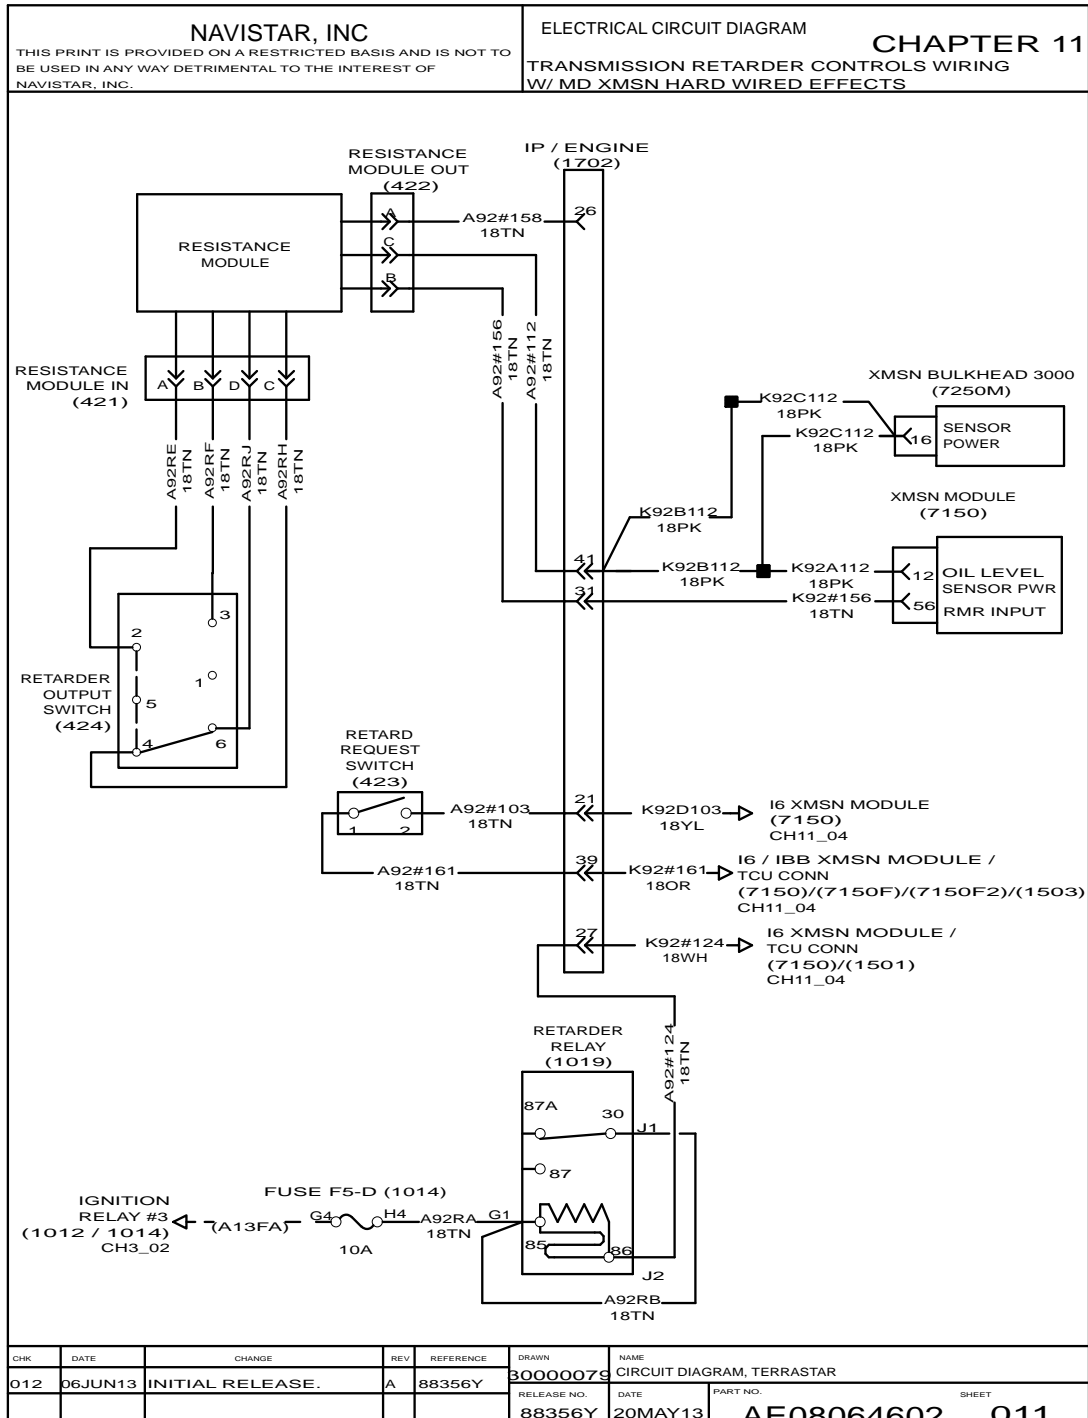 NAVISTAR, INC
THIS PRINT IS PROVIDED ON A RESTRICTED BASIS AND IS NOT TO
BE USED IN ANY WAY DETRIMENTAL TO THE INTEREST OF
NAVISTAR, INC.
ELECTRICAL CIRCUIT DIAGRAM
CHAPTER 11
TRANSMISSION RETARDER CONTROLS WIRING
W/ MD XMSN HARD WIRED EFFECTS
IP / ENGINE
(1702)
RESISTANCE
MODULE OUT
(422)
RESISTANCE
MODULE
A
C
B
A92#158
18TN
26
A92#156
18TN
A92#112
18TN
RESISTANCE
MODULE IN
(421)
A
B
D
C
A92RE
18TN
A92RF
18TN
A92RJ
18TN
A92RH
18TN
XMSN BULKHEAD 3000
(7250M)
K92C112
18PK
K92C112
18PK
16
SENSOR
POWER
XMSN MODULE
(7150)
K92B112
18PK
41
K92B112
18PK
K92A112
18PK
12
OIL LEVEL
SENSOR PWR
31
K92#156
18TN
56
RMR INPUT
RETARDER
OUTPUT
SWITCH
(424)
2
3
1
5
4
6
RETARD
REQUEST
SWITCH
(423)
1
2
A92#103
18TN
21
K92D103
18YL
I6 XMSN MODULE
(7150)
CH11_04
A92#161
18TN
39
K92#161
18OR
I6 / IBB XMSN MODULE /
TCU CONN
(7150)/(7150F)/(7150F2)/(1503)
CH11_04
27
K92#124
18WH
I6 XMSN MODULE /
TCU CONN
(7150)/(1501)
CH11_04
A92#124
18TN
RETARDER
RELAY
(1019)
87A
30
J1
87
85
86
J2
IGNITION
RELAY #3
(1012 / 1014)
CH3_02
(A13FA)
FUSE F5-D (1014)
G4
H4
10A
A92RA
18TN
G1
A92RB
18TN
CHK
DATE
CHANGE
REV
REFERENCE
012
06JUN13
INITIAL RELEASE.
A
88356Y
DRAWN
30000079
NAME
CIRCUIT DIAGRAM, TERRASTAR
RELEASE NO.
88356Y
DATE
20MAY13
PART NO.
AE08064602
SHEET
011